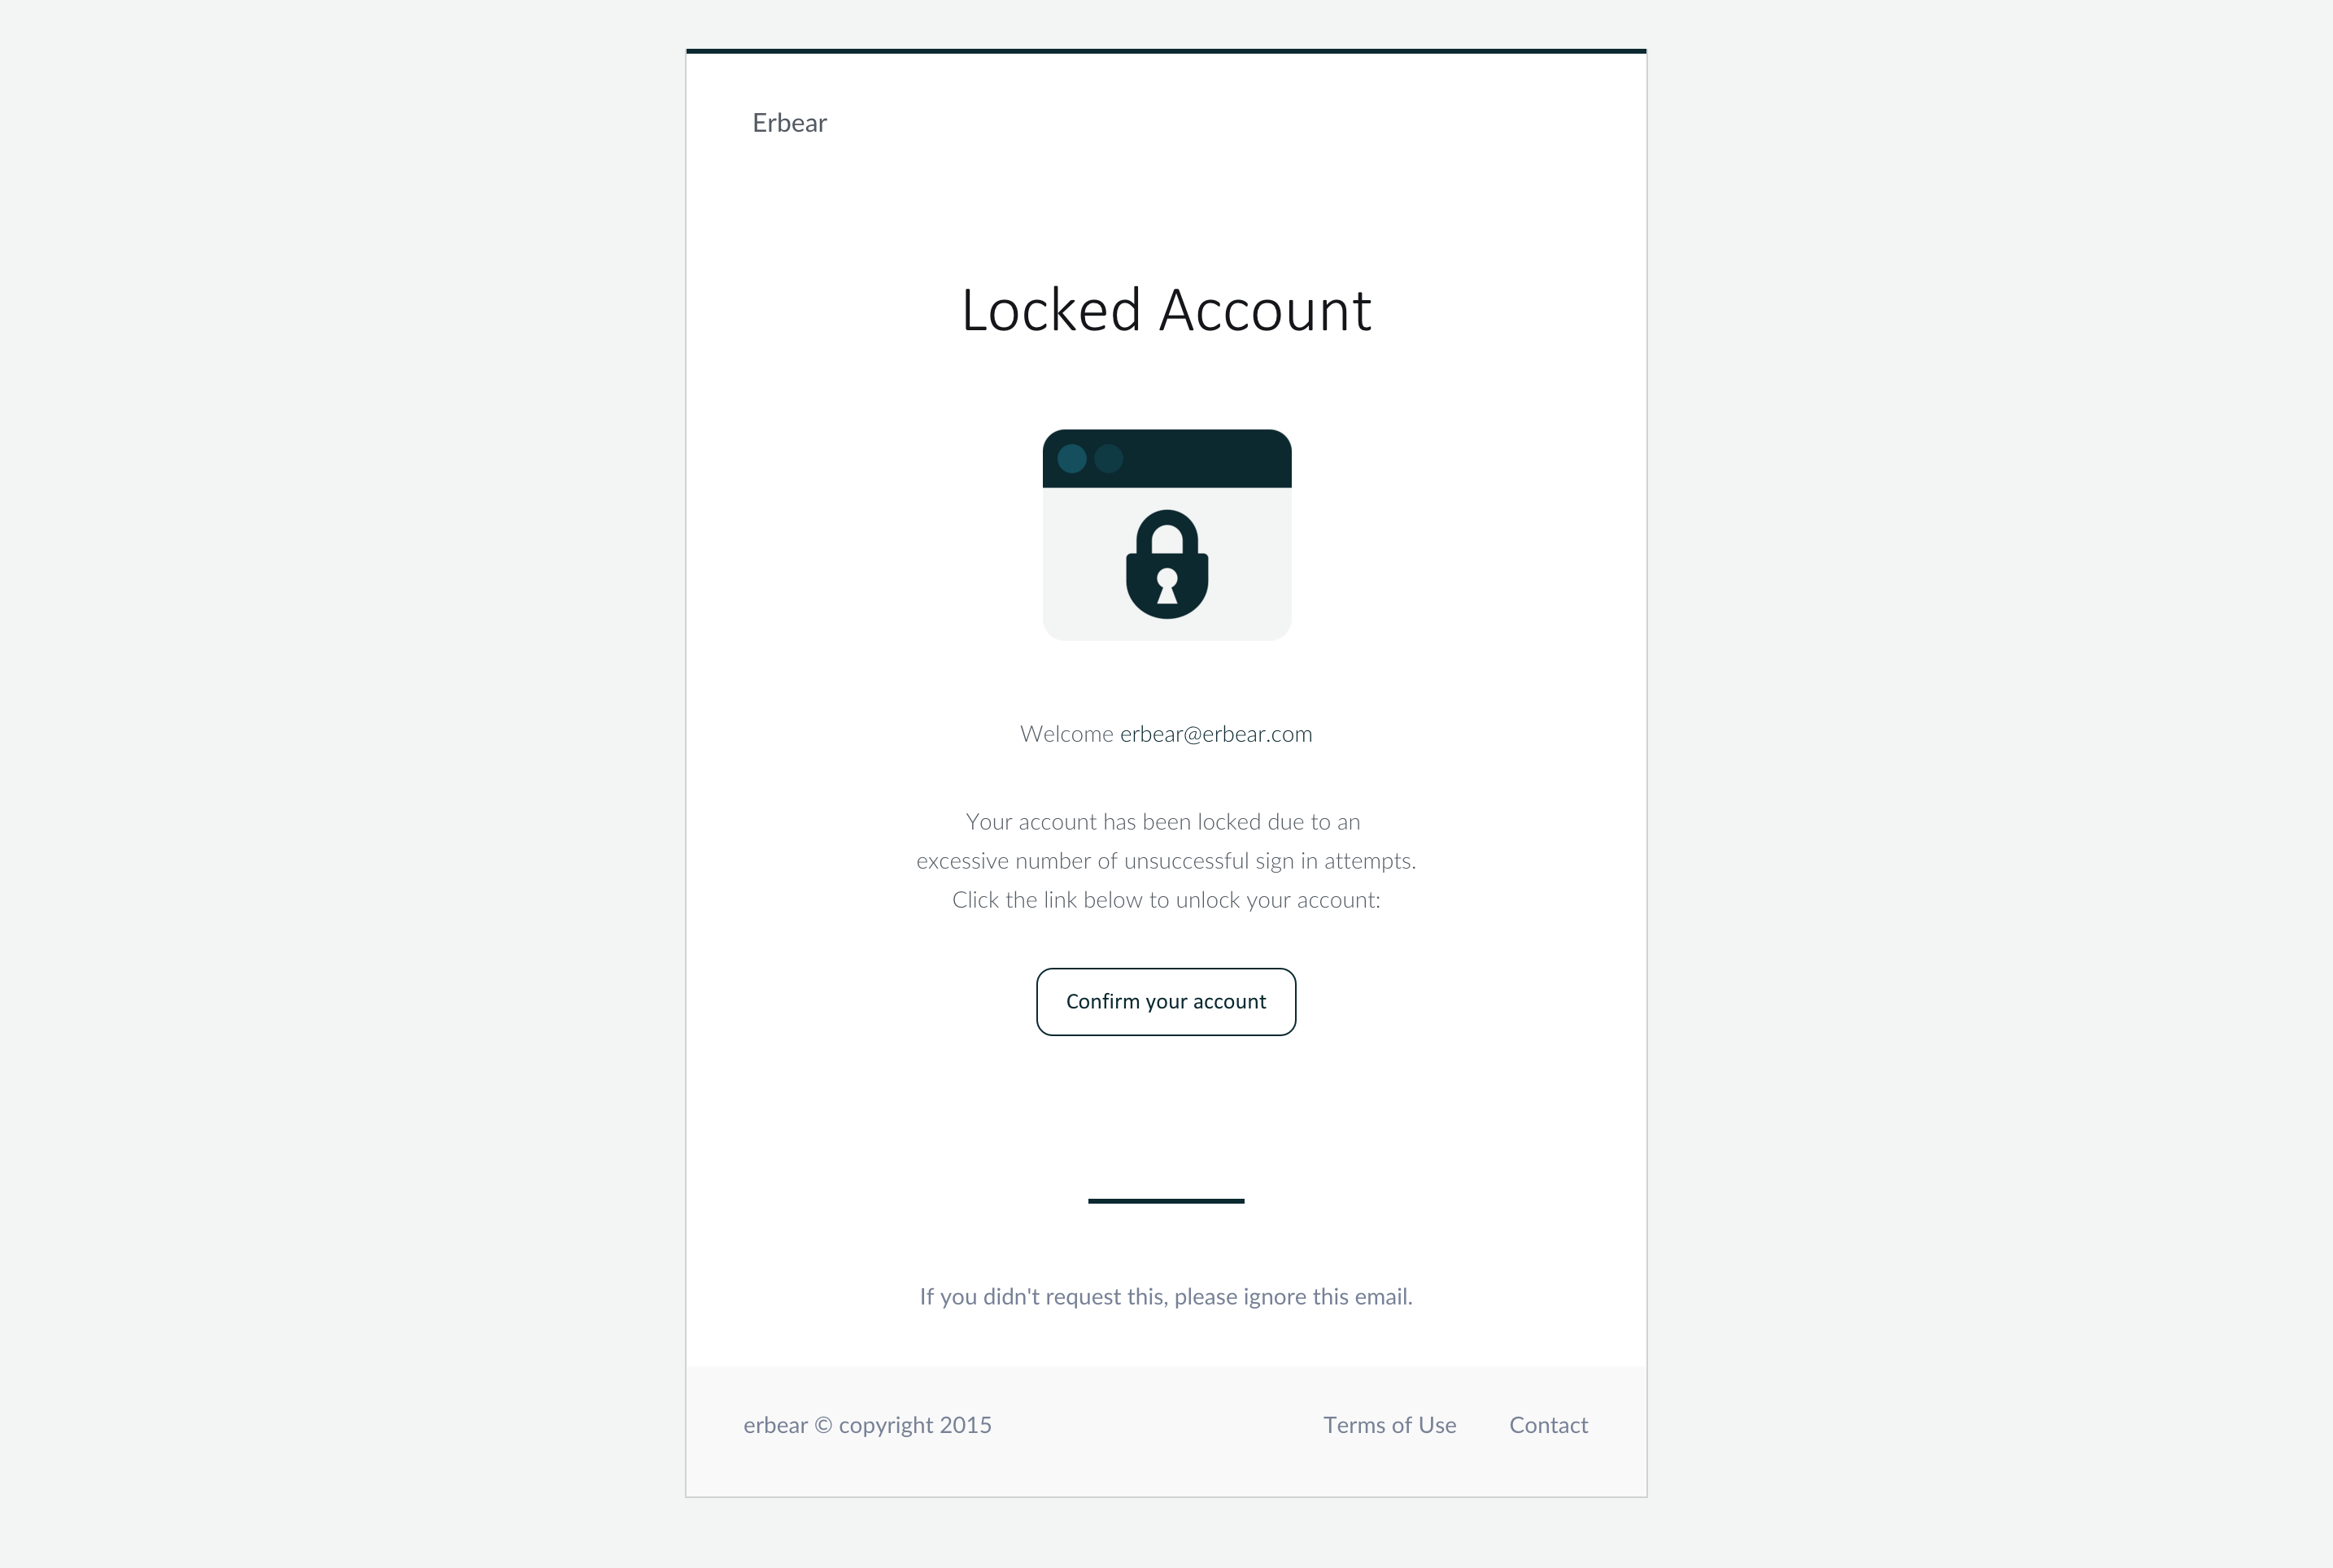 Erbear
Locked Account
Welcome erbear@erbear.com
Your account has been locked due to an
excessive number of unsuccessful sign in attempts.
Click the link below to unlock your account:
Confirm your account
If you didn't request this, please ignore this email.
erbear © copyright 2015 Terms of Use Contact